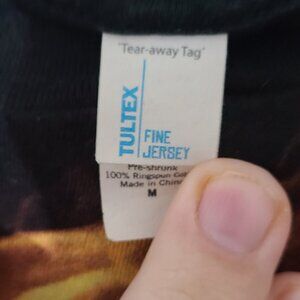 'Tear-away Tag'
TULTEX
FINE
JERSEY
Pre-shrunk
100% Ringspun
Made in China
M